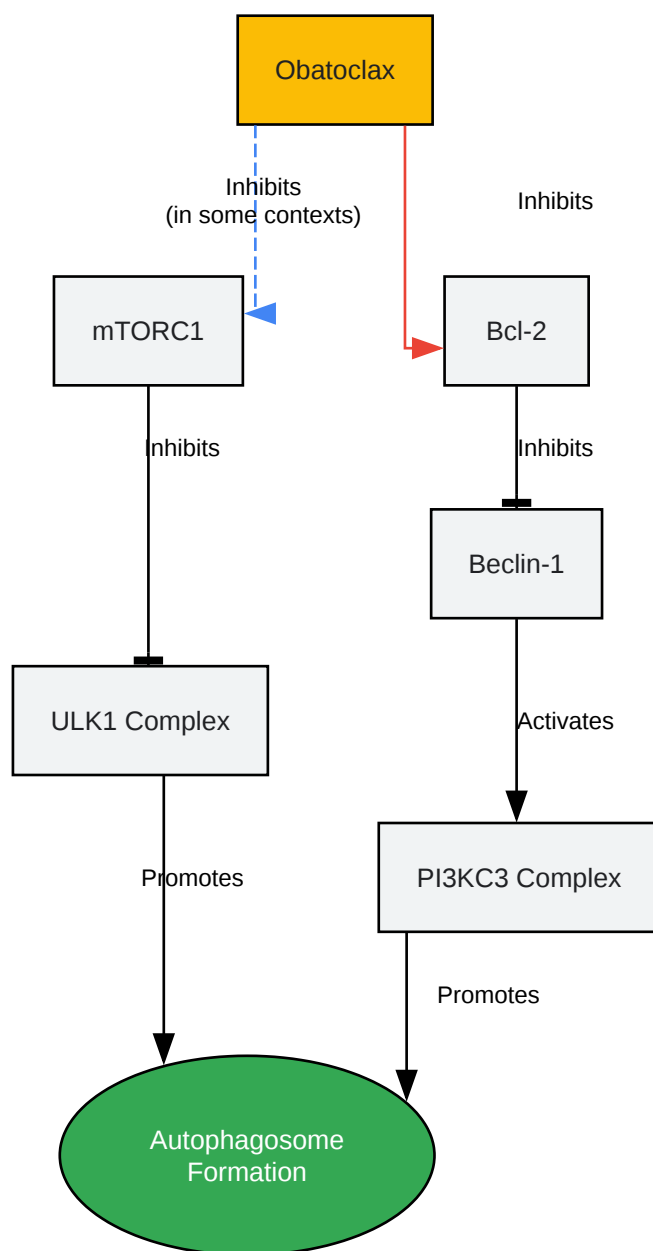 Obatoclax
Inhibits
(in some contexts)
Inhibits
mTORC1
Bcl-2
Inhibits
Inhibits
Beclin-1
ULK1 Complex
Activates
PI3KC3 Complex
Promotes
Promotes
Autophagosome
Formation